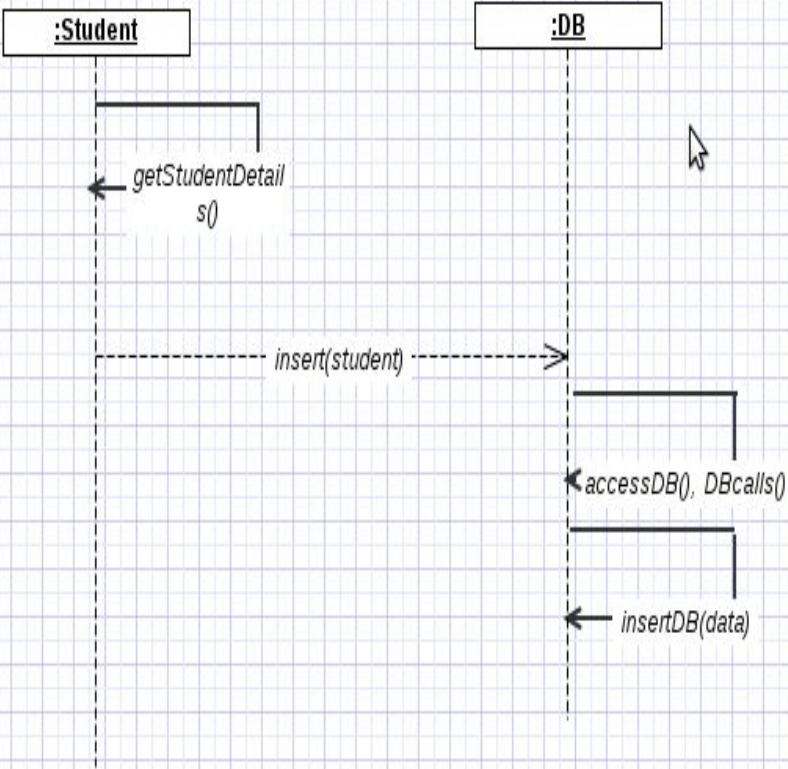 :Student
:DB
getStudentDetail
s()
insert(student)
accessDB(), DBcalls()
insertDB(data)